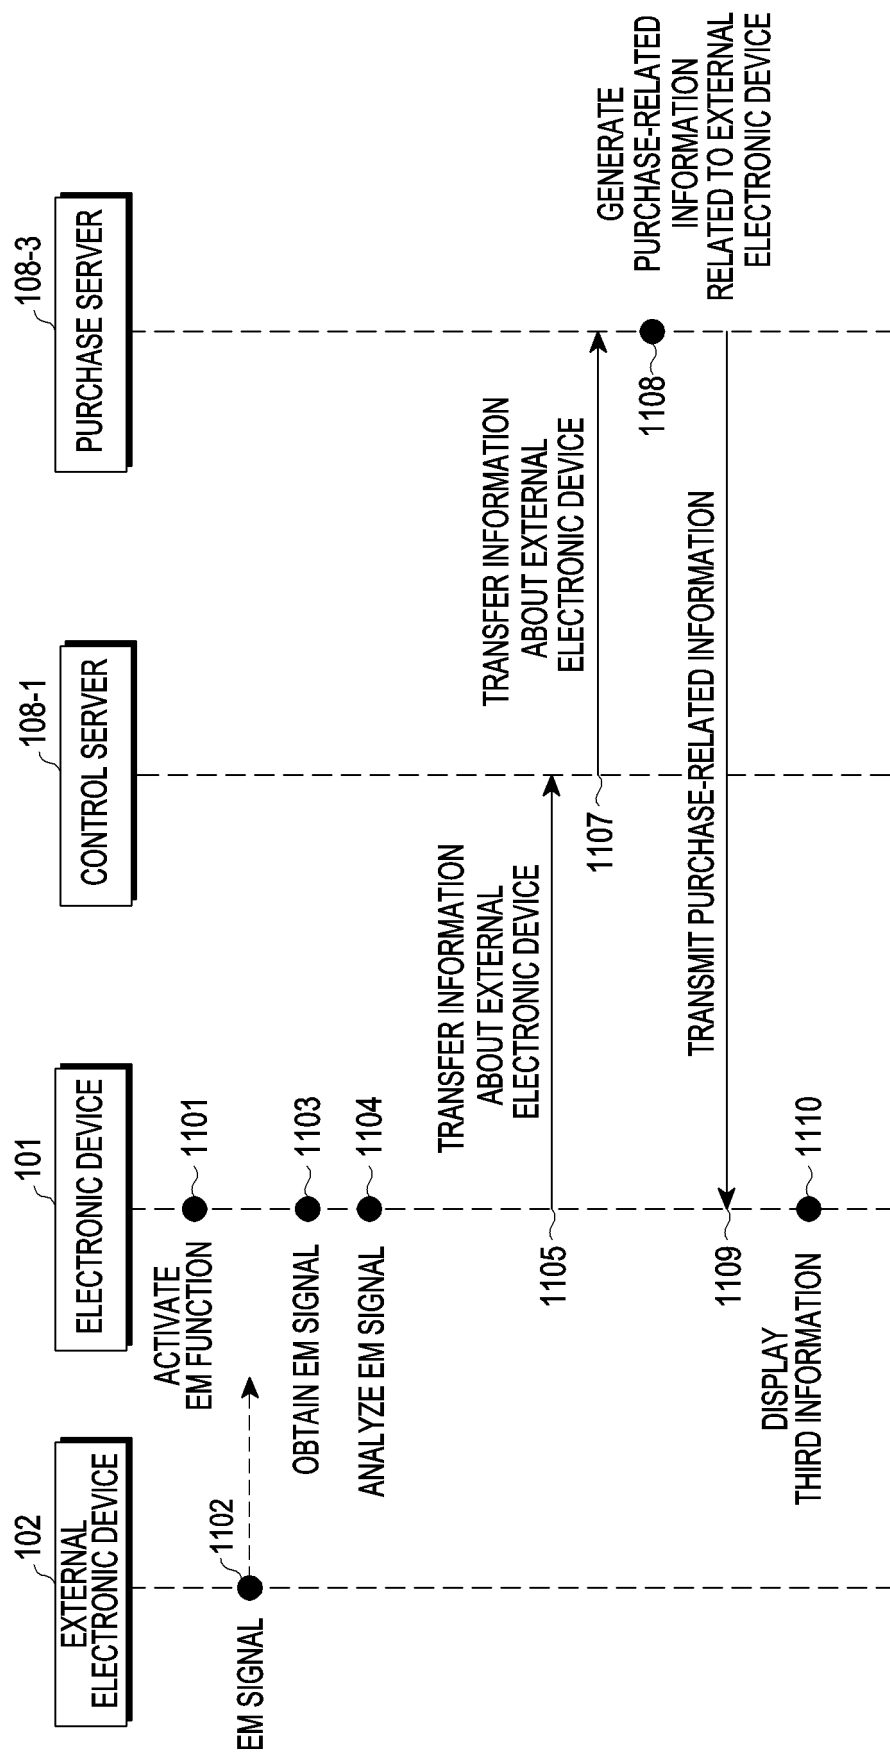 102
EXTERNAL
ELECTRONIC DEVICE
101
ELECTRONIC DEVICE
108-1
CONTROL SERVER
108-3
PURCHASE SERVER
ACTIVATE
EM FUNCTION
1101
EM SIGNAL
1102
OBTAIN EM SIGNAL
1103
ANALYZE EM SIGNAL
1104
TRANSFER INFORMATION
ABOUT EXTERNAL
ELECTRONIC DEVICE
1105
TRANSFER INFORMATION
ABOUT EXTERNAL
ELECTRONIC DEVICE
1107
1108
GENERATE
PURCHASE-RELATED
INFORMATION
RELATED TO EXTERNAL
ELECTRONIC DEVICE
TRANSMIT PURCHASE-RELATED INFORMATION
1109
DISPLAY
THIRD INFORMATION
1110